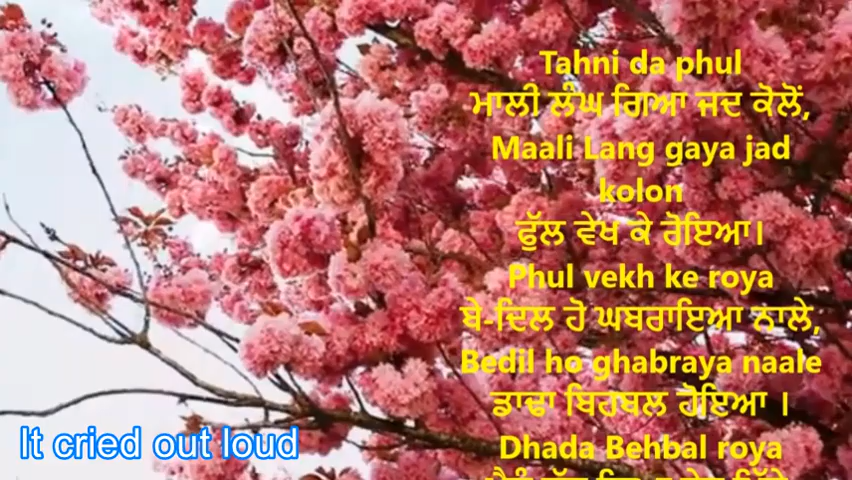 Tahni da phul
ਮਾਲੀ ਲੰਘ ਗਿਆ ਜਦ ਕੋਲੋਂ,
Maali Lang gaya jad
kolon
ਫੁੱਲ ਵੇਖ ਕੇ ਰੋਇਆ।
Phul vekh ke roya
ਬੇ-ਦਿਲ ਹੋ ਘਬਰਾਇਆ ਨਾਲੇ,
Bedil ho ghabraya naale
ਡਾਢਾ ਬਿਹਬਲ ਹੋਇਆ ।
Dhada Behbal roya
It cried out loud